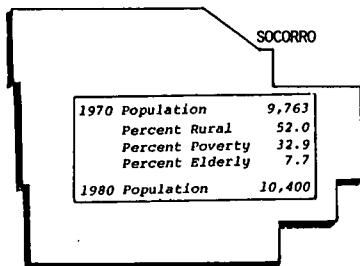 SOCORRO
1970 Population 9,763
Percent Rural 52.0
Percent Poverty 32.9
Percent Elderly 7.7
1980 Population 10,400